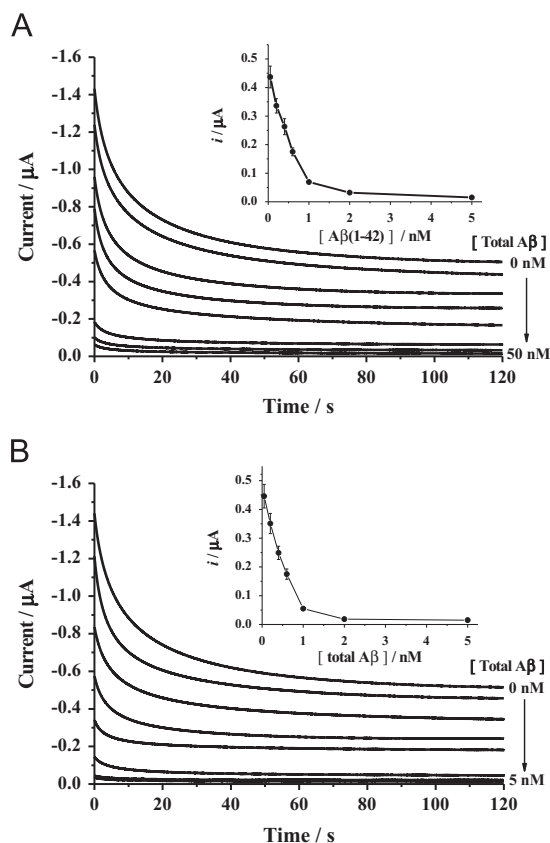 A
-1.6
-1.4
-1.2
-1.0
-0.8
-0.6
-0.4
-0.2
0.0
Current / μA
0 20 40 60 80 100 120
Time / s
0.5
0.4
0.3
0.2
0.1
0.0
i / μA
0 1 2 3 4 5
[ Aβ(1-42) ] / nM
[ Total Aβ ]
0 nM
50 nM
B
-1.6
-1.4
-1.2
-1.0
-0.8
-0.6
-0.4
-0.2
0.0
Current / μA
0 20 40 60 80 100 120
Time / s
0.6
0.5
0.4
0.3
0.2
0.1
0.0
i / μA
0 1 2 3 4 5
[ total Aβ ] / nM
[ Total Aβ ]
0 nM
5 nM